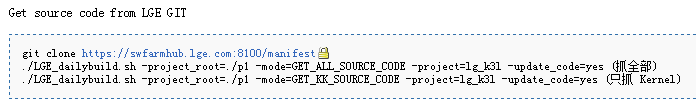 Get source code from LGE GIT
git clone https://swfarmhub.lge.com:8100/manifest
./LGE_dailybuild.sh -project_root=./p1 -mode=GET_ALL_SOURCE_CODE -project=lg_k3l -update_code=yes (抓全部)
./LGE_dailybuild.sh -project_root=./p1 -mode=GET_KK_SOURCE_CODE -project=lg_k3l -update_code=yes (只抓 Kernel)